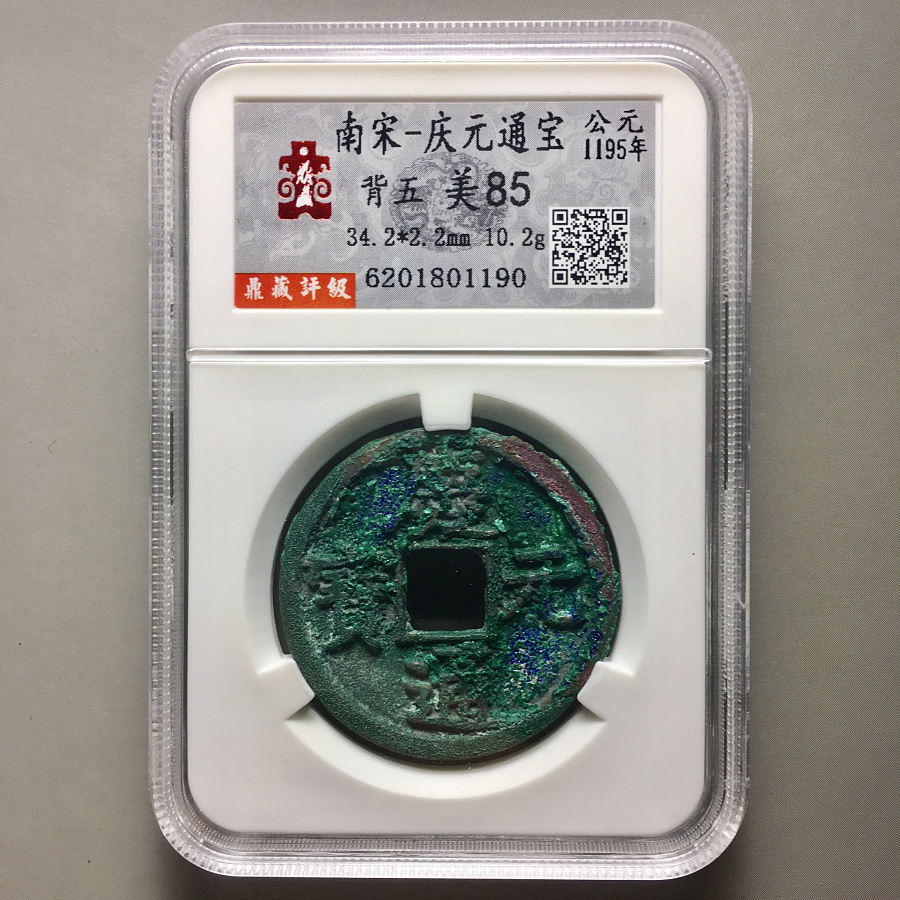 南宋-庆元通宝
公元
1195年
背五 美85
34.2*2.2mm 10.2g
鼎藏評級
6201801190
慶
元
通
寶